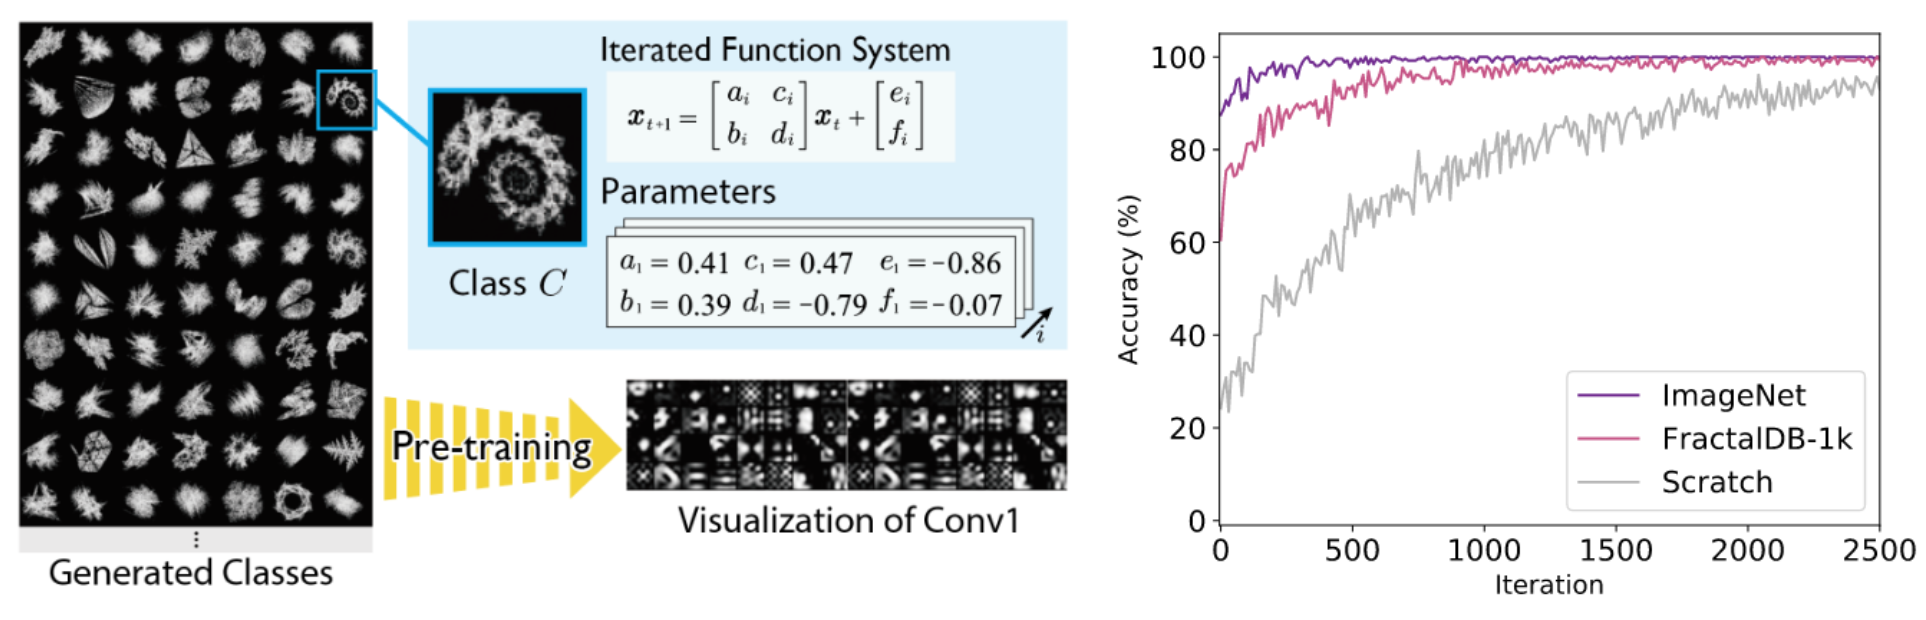 Generated Classes
Iterated Function System
x_{t+1} = [a_i c_i; b_i d_i] x_t + [e_i; f_i]
Parameters
a_1 = 0.41 c_1 = 0.47 e_1 = -0.86
b_1 = 0.39 d_1 = -0.79 f_1 = -0.07
i
Class C
Pre-training
Visualization of Conv1
Accuracy (%)
100
80
60
40
20
0
0 500 1000 1500 2000 2500
Iteration
ImageNet
FractalDB-1k
Scratch